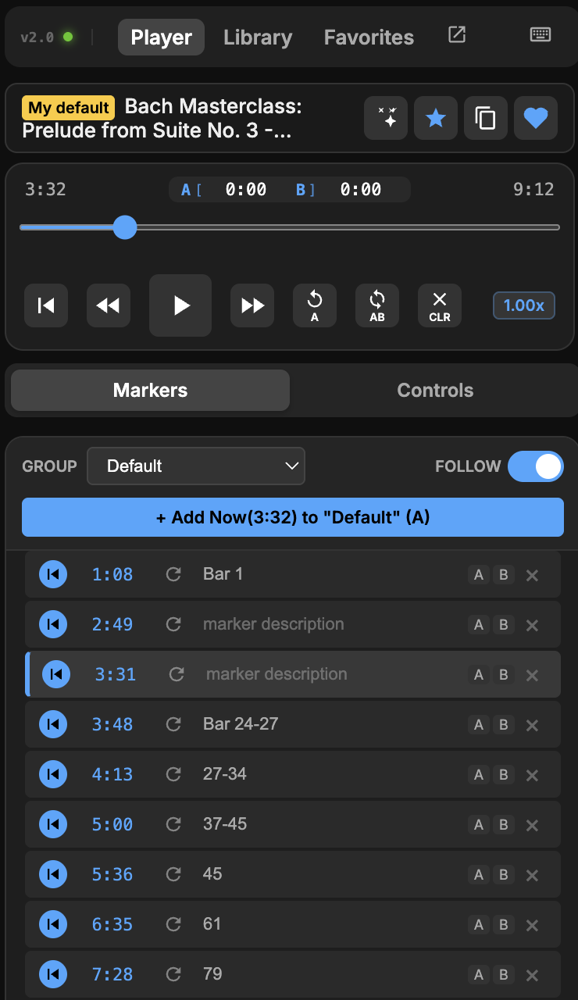 v2.0 Player Library Favorites
My default Bach Masterclass:
Prelude from Suite No. 3 -...
3:32 A [ 0:00 B ] 0:00 9:12
A AB CLR 1.00x
Markers Controls
GROUP Default FOLLOW
+ Add Now(3:32) to "Default" (A)
1:08 Bar 1 A B ×
2:49 marker description A B ×
3:31 marker description A B ×
3:48 Bar 24-27 A B ×
4:13 27-34 A B ×
5:00 37-45 A B ×
5:36 45 A B ×
6:35 61 A B ×
7:28 79 A B ×